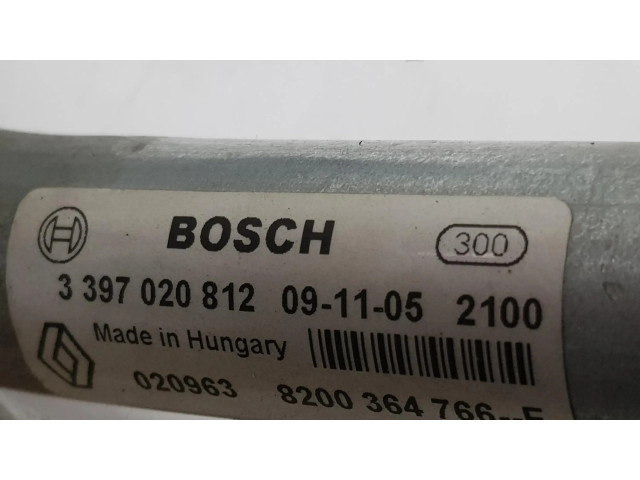 BOSCH 300
3 397 020 812 09-11-05 2100
Made in Hungary
020963 8200 364 766--E